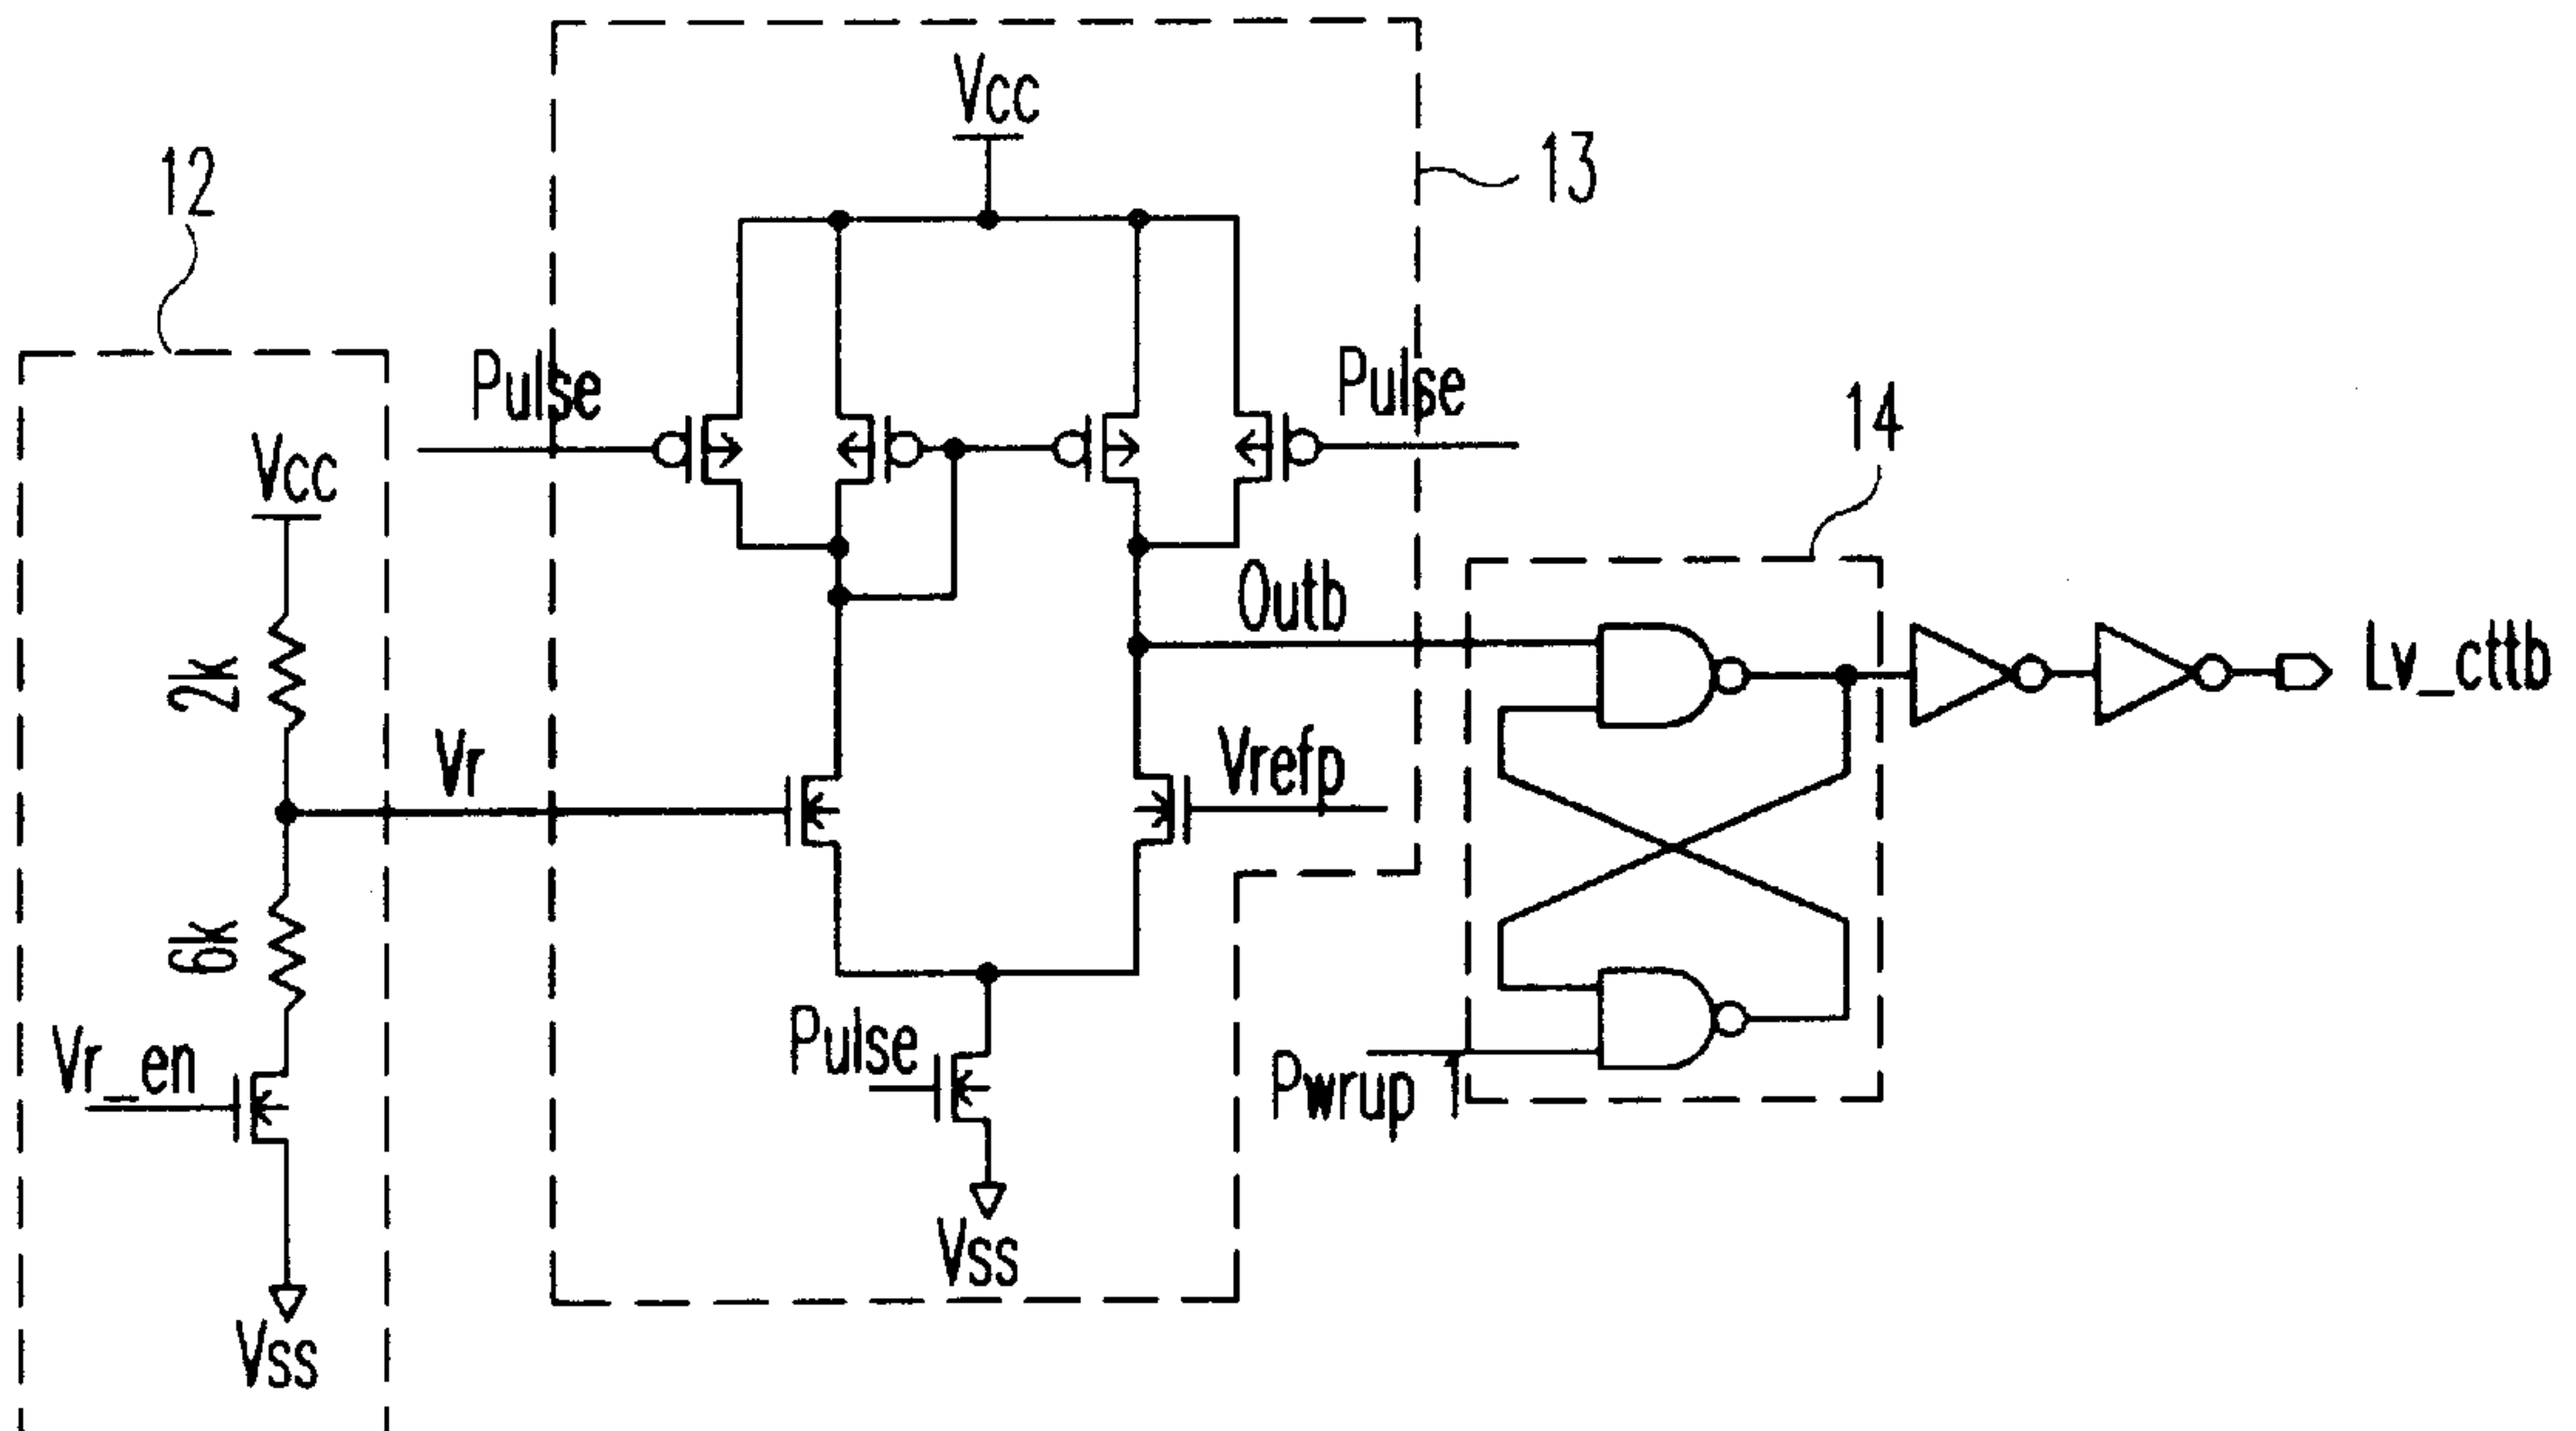 Vcc
12
13
Pulse
Pulse
14
Vcc
Outb
2k
Lv_cttb
Vr
Vrefp
6k
Pulse
Vr_en
Pwrup
Vss
Vss